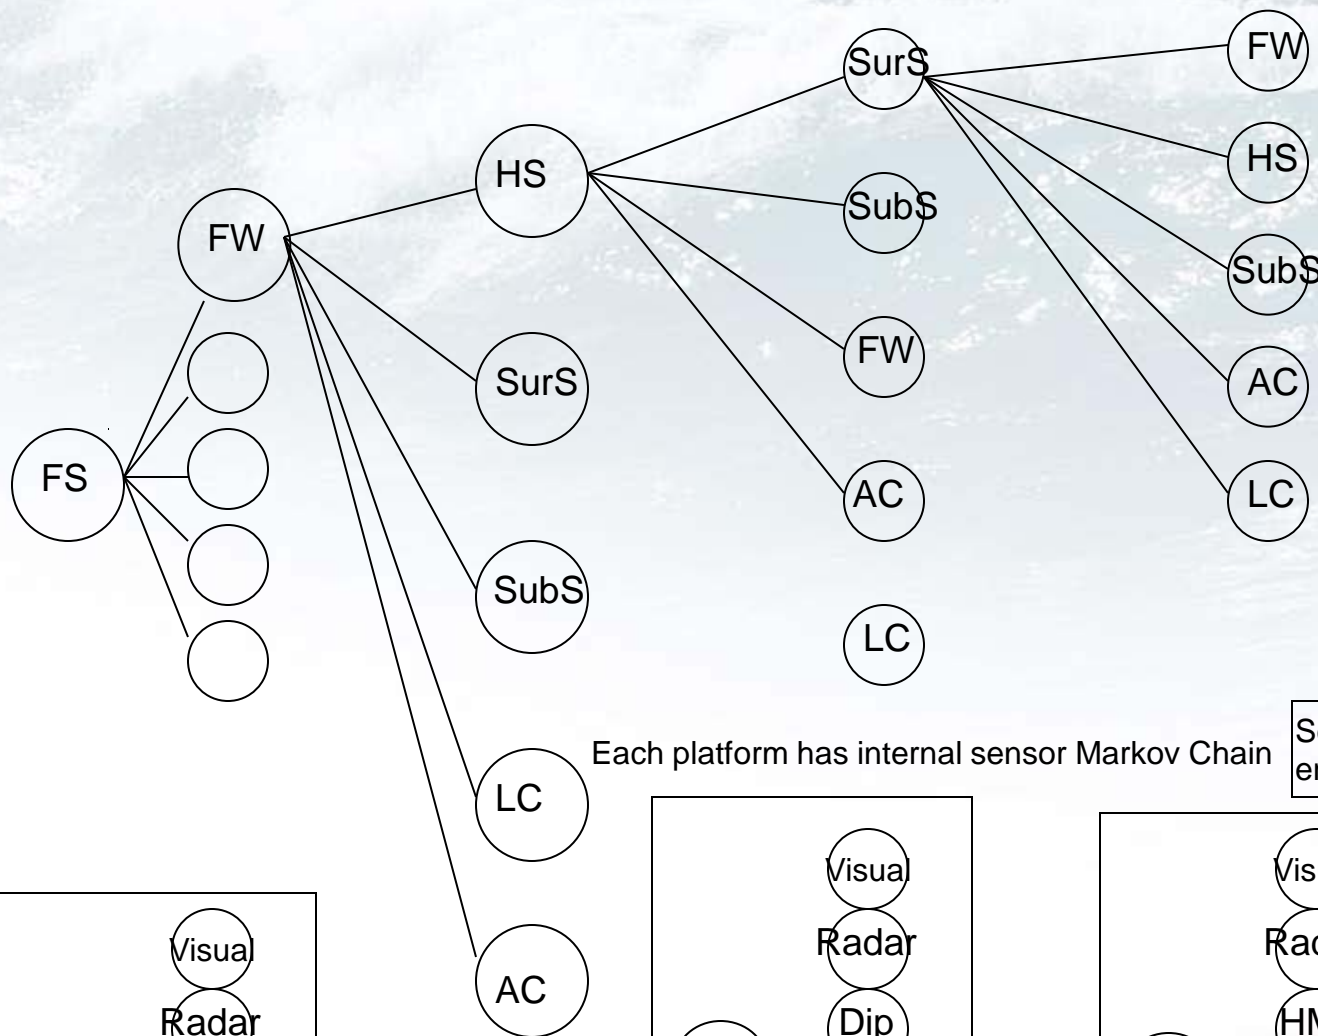 FS
FW
HS
SurS
SubS
LC
AC
SurS
SubS
FW
AC
LC
FW
HS
SubS
AC
LC
Each platform has internal sensor Markov Chain
Visual
Radar
Visual
Radar
Dip